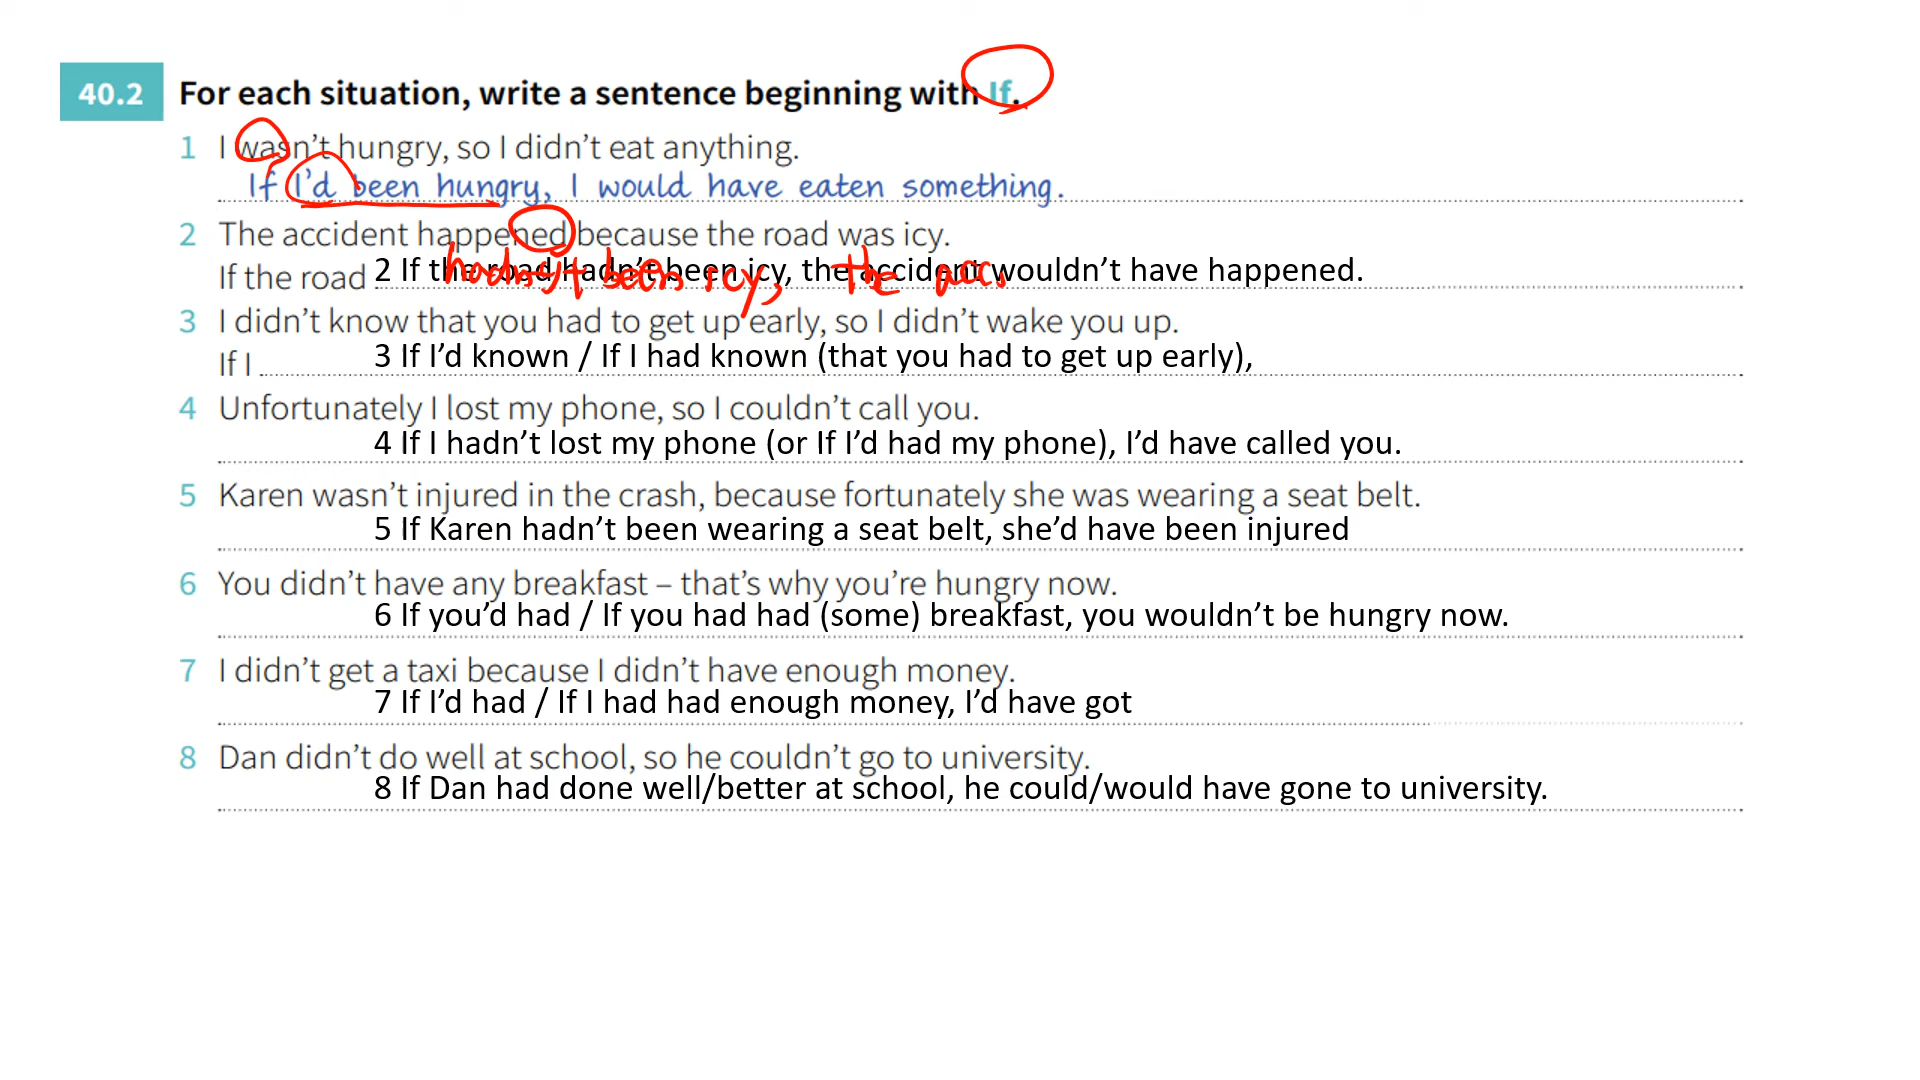 40.2 For each situation, write a sentence beginning with If.
1 I wasn't hungry, so I didn't eat anything.
If I'd been hungry, I would have eaten something.
2 The accident happened because the road was icy.
If the road 2 If the road hadn't been icy, the accident wouldn't have happened.
hadn't been icy, the acc.
3 I didn't know that you had to get up early, so I didn't wake you up.
If I 3 If I'd known / If I had known (that you had to get up early),
4 Unfortunately I lost my phone, so I couldn't call you.
4 If I hadn't lost my phone (or If I'd had my phone), I'd have called you.
5 Karen wasn't injured in the crash, because fortunately she was wearing a seat belt.
5 If Karen hadn't been wearing a seat belt, she'd have been injured
6 You didn't have any breakfast – that's why you're hungry now.
6 If you'd had / If you had had (some) breakfast, you wouldn't be hungry now.
7 I didn't get a taxi because I didn't have enough money.
7 If I'd had / If I had had enough money, I'd have got
8 Dan didn't do well at school, so he couldn't go to university.
8 If Dan had done well/better at school, he could/would have gone to university.